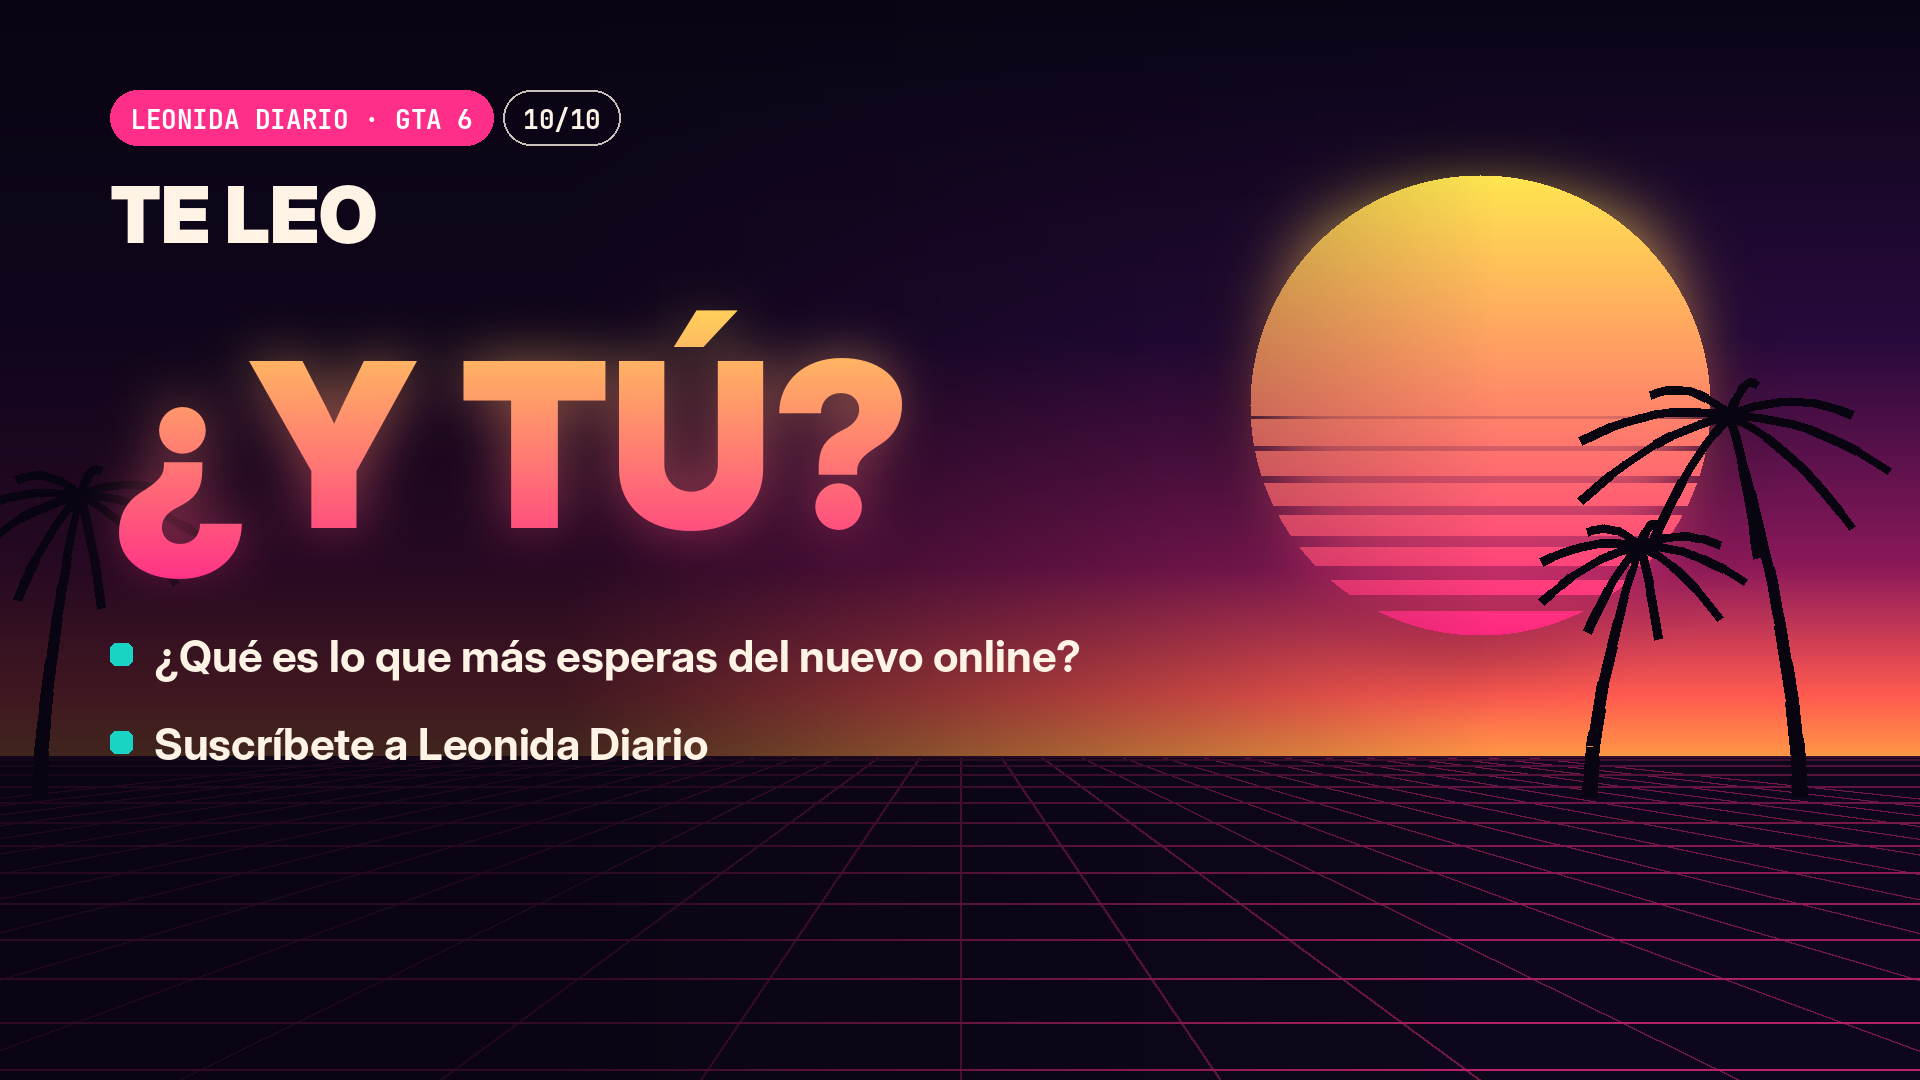 LEONIDA DIARIO · GTA 6
10/10
TE LEO
¿Y TÚ?
¿Qué es lo que más esperas del nuevo online?
Suscríbete a Leonida Diario